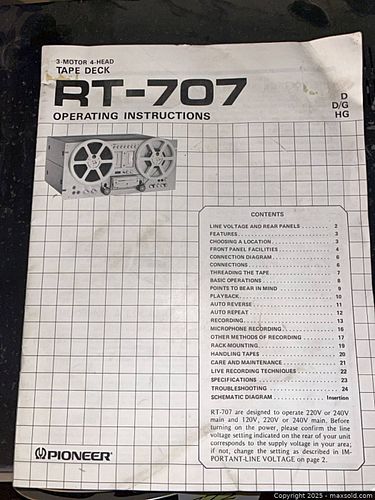 3-MOTOR 4-HEAD
TAPE DECK
RT-707
OPERATING INSTRUCTIONS
D
D/G
HG
CONTENTS
LINE VOLTAGE AND REAR PANELS ........ 2
FEATURES ........ 3
CHOOSING A LOCATION ........ 3
FRONT PANEL FACILITIES ........ 4
CONNECTION DIAGRAM ........ 6
CONNECTIONS ........ 6
THREADING THE TAPE ........ 7
BASIC OPERATIONS ........ 8
POINTS TO BEAR IN MIND ........ 9
PLAYBACK ........ 10
AUTO REVERSE ........ 11
AUTO REPEAT ........ 12
RECORDING ........ 13
MICROPHONE RECORDING ........ 16
OTHER METHODS OF RECORDING ........ 17
RACK-MOUNTING ........ 19
HANDLING TAPES ........ 20
CARE AND MAINTENANCE ........ 21
LIVE RECORDING TECHNIQUES ........ 22
SPECIFICATIONS ........ 23
TROUBLESHOOTING ........ 24
SCHEMATIC DIAGRAM ........ Insertion
RT-707 are designed to operate 220V or 240V
main and 120V, 220V or 240V main. Before
turning on the power, please confirm the line
voltage setting indicated on the rear of your unit
corresponds to the supply voltage in your area;
if not, change the setting as described in IM-
PORTANT-LINE VOLTAGE on page 2.
PIONEER®
Copyright 2025 - maxsold.com